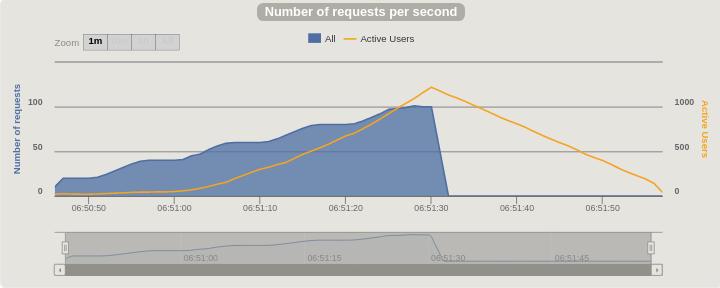 Number of requests per second
Zoom 1m All Active Users
Number of requests
Active Users
100 1000
50 500
0 0
06:50:50 06:51:00 06:51:10 06:51:20 06:51:30 06:51:40 06:51:50
06:51:00 06:51:15 06:51:30 06:51:45